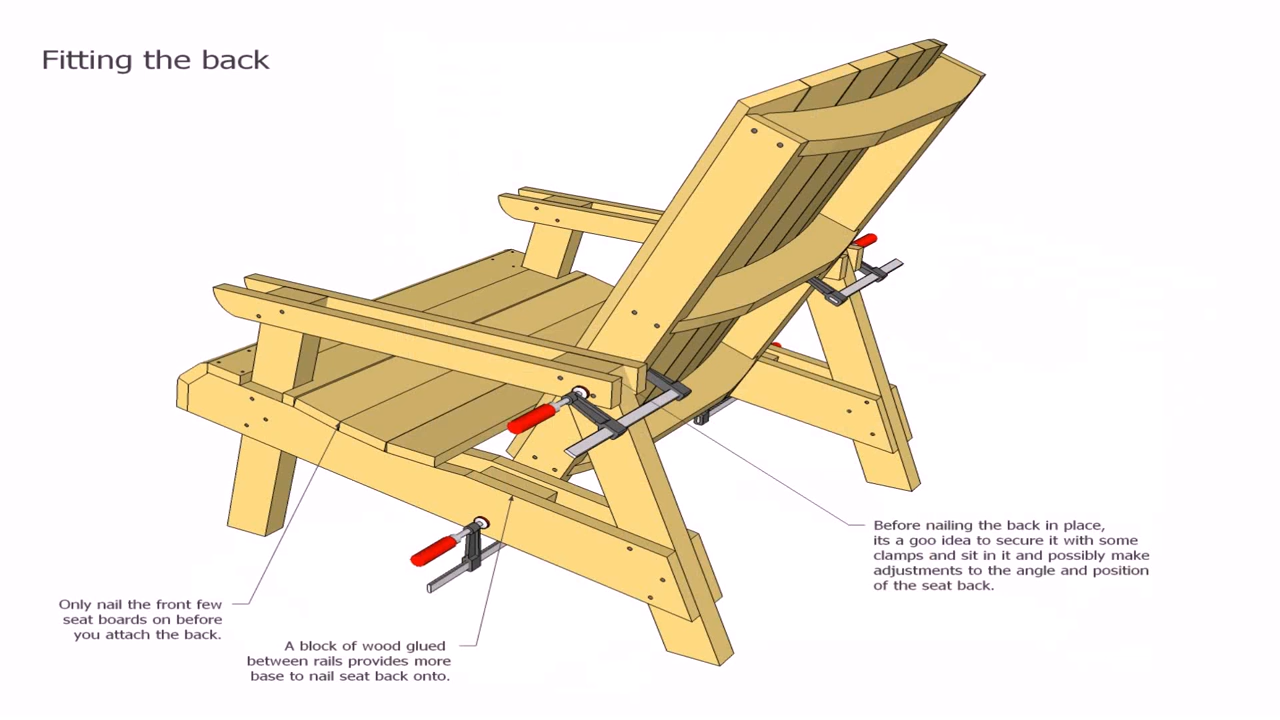 Fitting the back
Before nailing the back in place,
its a goo idea to secure it with some
clamps and sit in it and possibly make
adjustments to the angle and position
of the seat back.
Only nail the front few
seat boards on before
you attach the back.
A block of wood glued
between rails provides more
base to nail seat back onto.